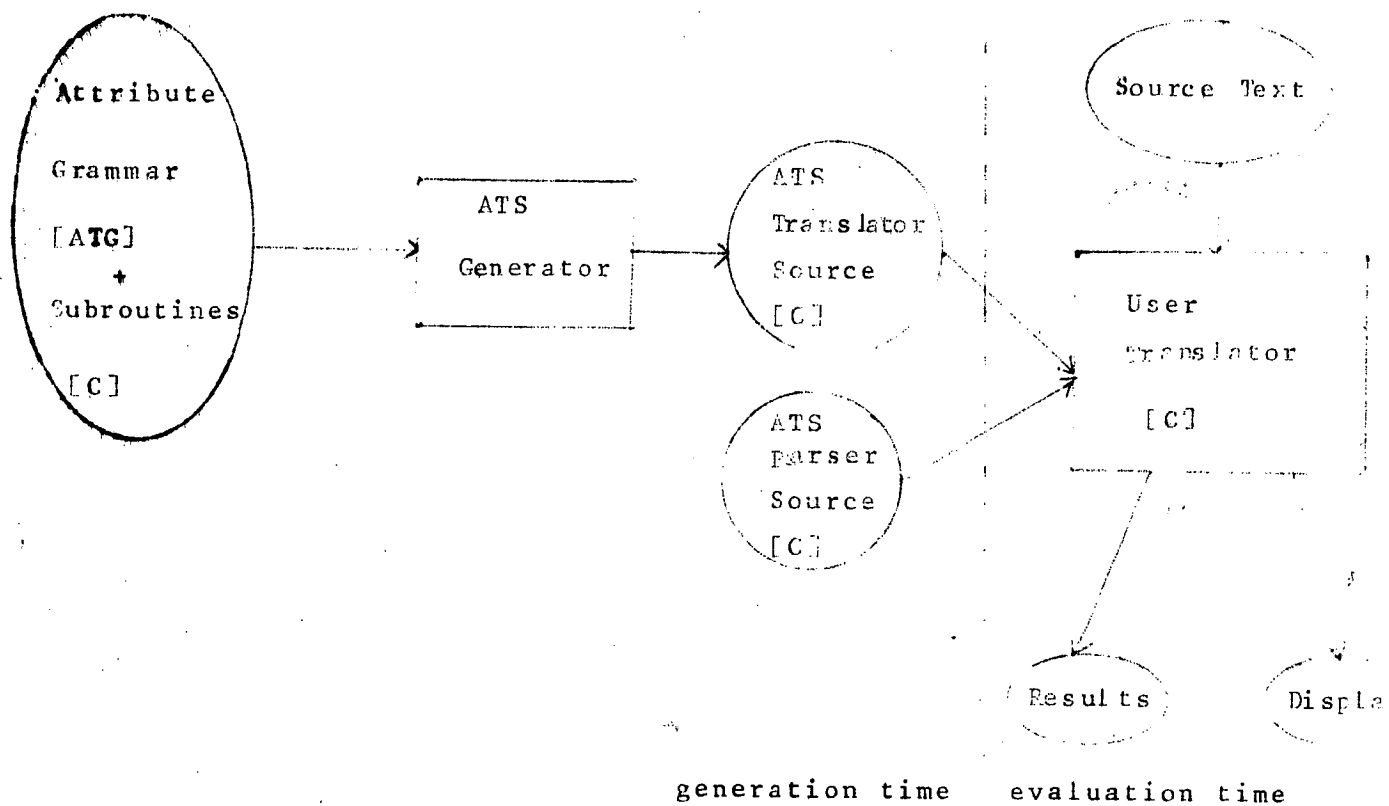 Attribute
Grammar
[ATG]
+
Subroutines
[C]
ATS
Generator
ATS
Translator
Source
[C]
ATS
Parser
Source
[C]
Source Text
User
Translator
[C]
Results
Displa
generation time
evaluation time